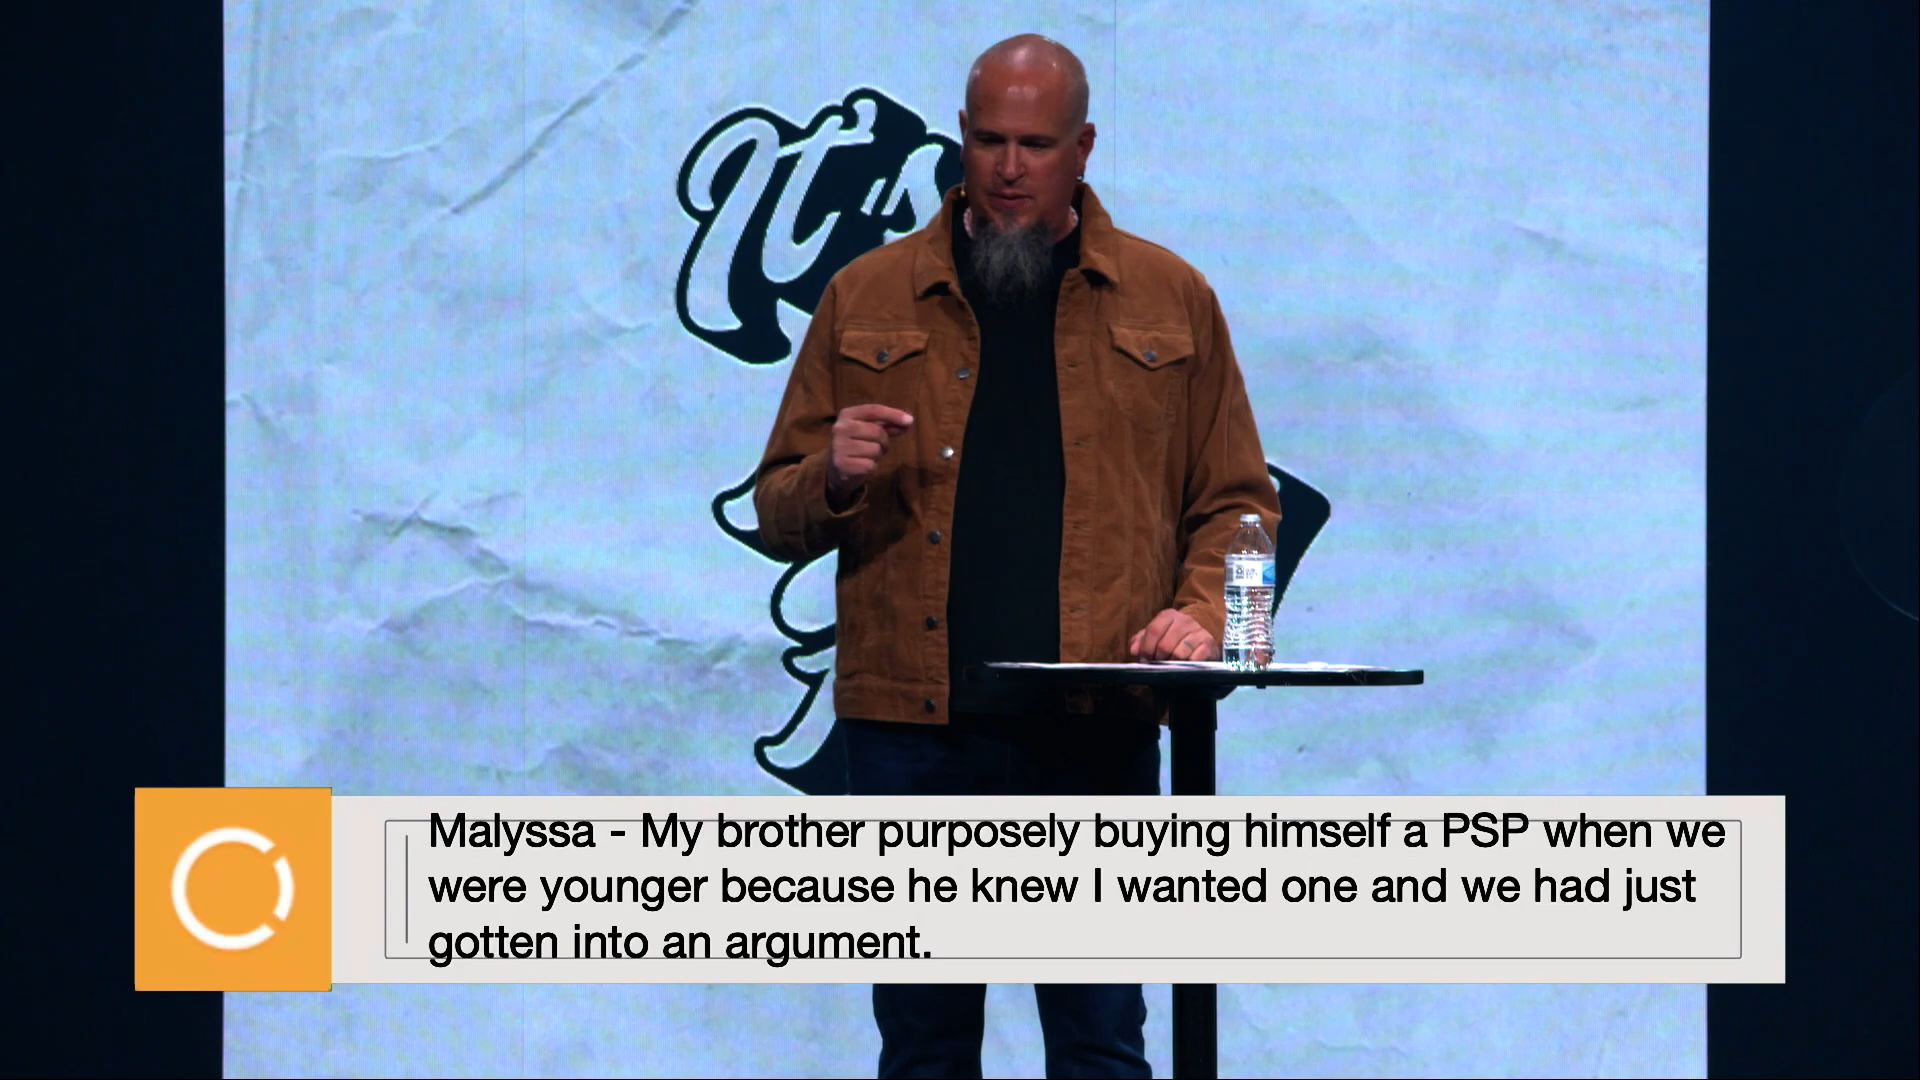 It's
Malyssa - My brother purposely buying himself a PSP when we
were younger because he knew I wanted one and we had just
gotten into an argument.